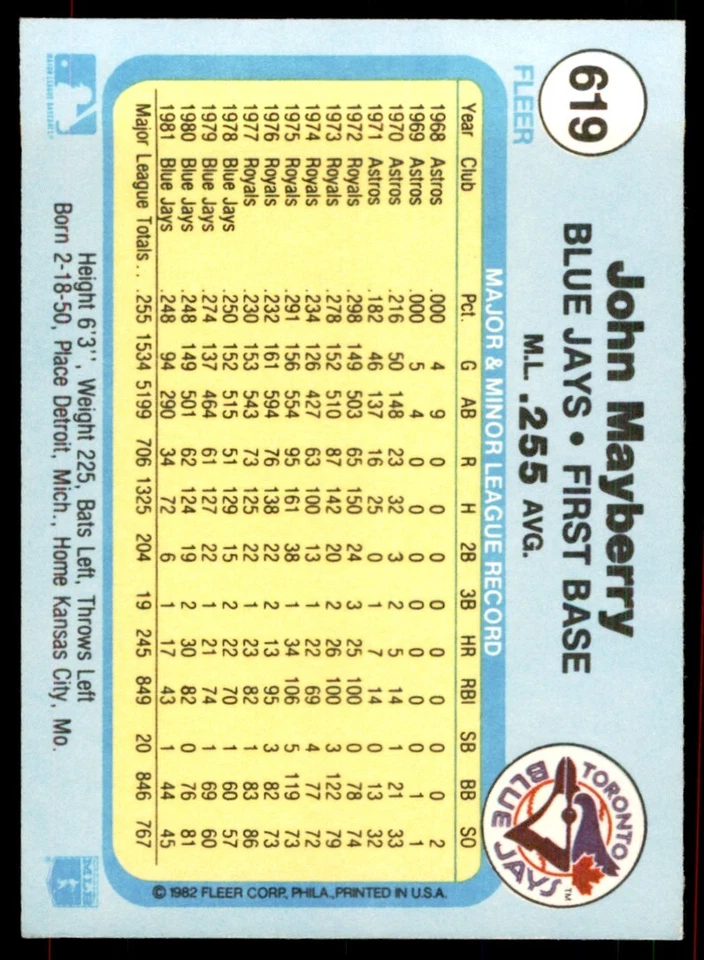 619
FLEER
John Mayberry
BLUE JAYS • FIRST BASE
M.L. .255 AVG.
TORONTO
BLUE JAYS™
MAJOR & MINOR LEAGUE RECORD
Year Club Pct. G AB R H 2B 3B HR RBI SB BB SO
1968 Astros .000 4 9 0 0 0 0 0 0 0 0 2
1969 Astros .000 5 4 0 0 0 0 0 0 0 1 1
1970 Astros .216 50 148 23 32 3 2 5 14 1 21 33
1971 Astros .182 46 137 16 25 0 1 7 14 0 13 32
1972 Royals .298 149 503 65 150 24 3 25 100 0 78 74
1973 Royals .278 152 510 87 142 20 2 26 100 3 122 79
1974 Royals .234 126 427 63 100 13 1 22 69 4 77 72
1975 Royals .291 156 554 95 161 38 1 34 106 5 119 73
1976 Royals .232 161 594 76 138 22 2 13 95 3 82 73
1977 Royals .230 153 543 73 125 22 1 23 82 1 83 86
1978 Blue Jays .250 152 515 51 129 15 2 22 70 1 60 57
1979 Blue Jays .274 137 464 61 127 22 1 21 74 1 69 60
1980 Blue Jays .248 149 501 62 124 19 2 30 82 0 76 81
1981 Blue Jays .248 94 290 34 72 6 1 17 43 1 44 45
Major League Totals . . .255 1534 5199 706 1325 204 19 245 849 20 846 767
© 1982 FLEER CORP., PHILA., PRINTED IN U.S.A.
Height 6'3'', Weight 225, Bats Left, Throws Left
Born 2-18-50, Place Detroit, Mich., Home Kansas City, Mo.
MAJOR LEAGUE BASEBALL